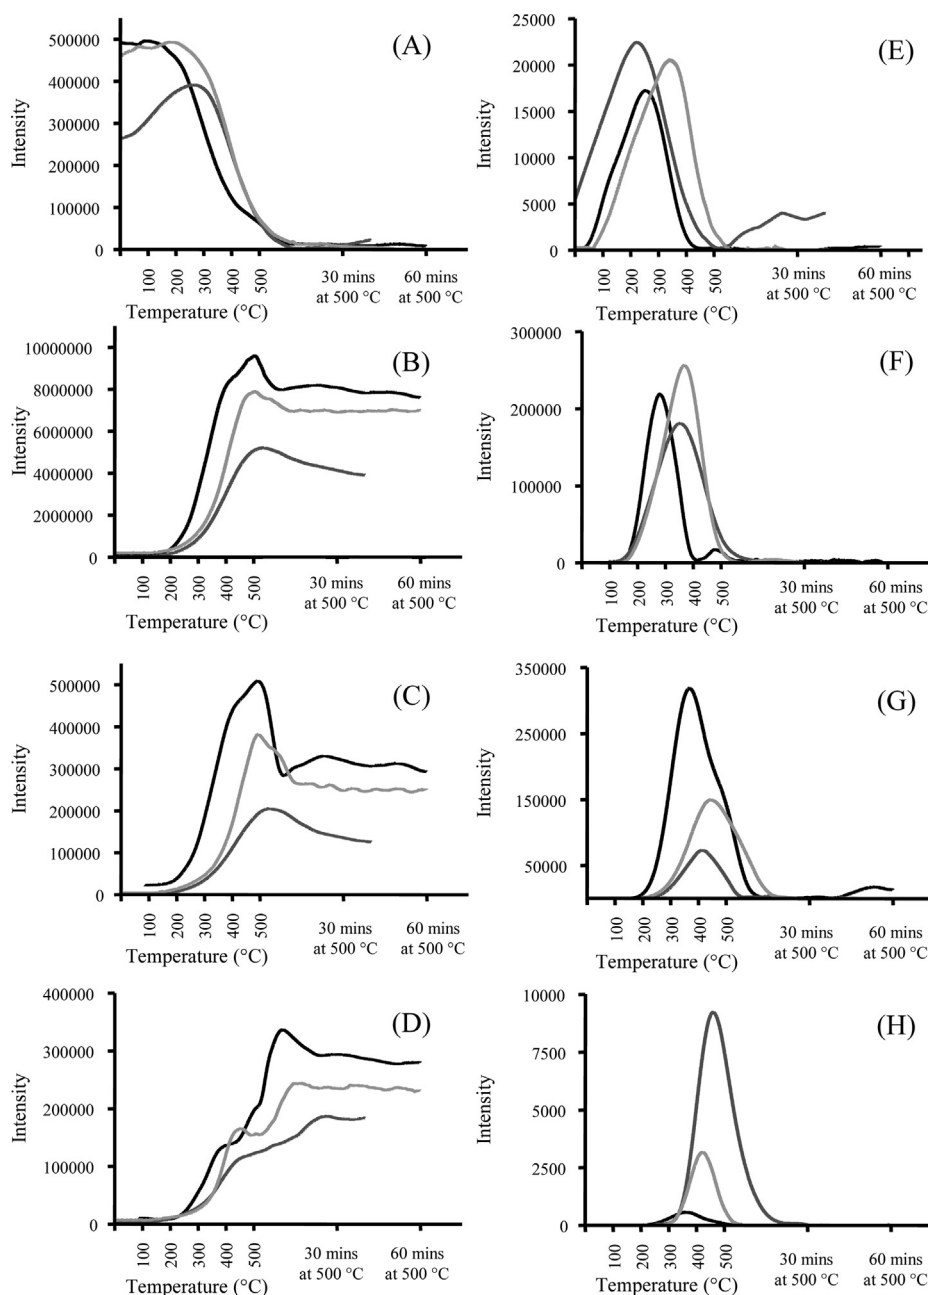 (A)
500000
400000
300000
200000
100000
0
Intensity
100
200
300
400
500
30 mins
at 500 °C
60 mins
at 500 °C
Temperature (°C)
(B)
10000000
8000000
6000000
4000000
2000000
0
Intensity
100
200
300
400
500
30 mins
at 500 °C
60 mins
at 500 °C
Temperature (°C)
(C)
500000
400000
300000
200000
100000
0
Intensity
100
200
300
400
500
30 mins
at 500 °C
60 mins
at 500 °C
Temperature (°C)
(D)
400000
300000
200000
100000
0
Intensity
100
200
300
400
500
30 mins
at 500 °C
60 mins
at 500 °C
Temperature (°C)
(E)
25000
20000
15000
10000
5000
0
Intensity
100
200
300
400
500
30 mins
at 500 °C
60 mins
at 500 °C
Temperature (°C)
(F)
300000
200000
100000
0
Intensity
100
200
300
400
500
30 mins
at 500 °C
60 mins
at 500 °C
Temperature (°C)
(G)
350000
250000
150000
50000
Intensity
100
200
300
400
500
30 mins
at 500 °C
60 mins
at 500 °C
Temperature (°C)
(H)
10000
7500
5000
2500
0
Intensity
100
200
300
400
500
30 mins
at 500 °C
60 mins
at 500 °C
Temperature (°C)